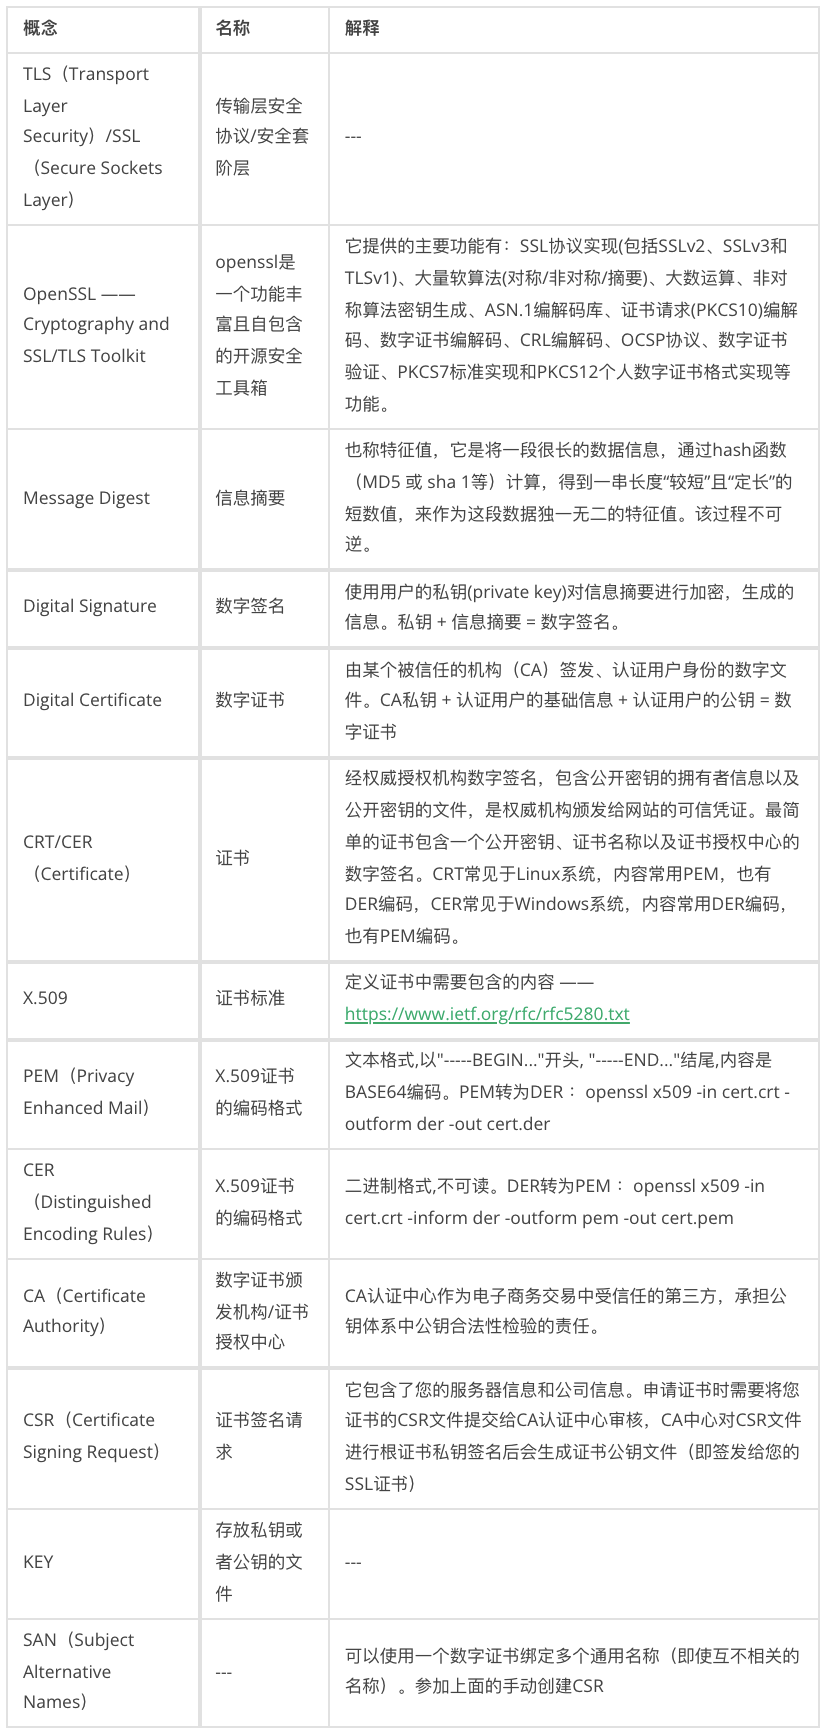 概念
名称
解释
TLS（Transport
Layer
Security）/SSL
（Secure Sockets
Layer）
传输层安全
协议/安全套
阶层
---
OpenSSL ——
Cryptography and
SSL/TLS Toolkit
openssl是
一个功能丰
富且自包含
的开源安全
工具箱
它提供的主要功能有：SSL协议实现(包括SSLv2、SSLv3和
TLSv1)、大量软算法(对称/非对称/摘要)、大数运算、非对
称算法密钥生成、ASN.1编解码库、证书请求(PKCS10)编解
码、数字证书编解码、CRL编解码、OCSP协议、数字证书
验证、PKCS7标准实现和PKCS12个人数字证书格式实现等
功能。
Message Digest
信息摘要
也称特征值，它是将一段很长的数据信息，通过hash函数
（MD5 或 sha 1等）计算，得到一串长度“较短”且“定长”的
短数值，来作为这段数据独一无二的特征值。该过程不可
逆。
Digital Signature
数字签名
使用用户的私钥(private key)对信息摘要进行加密，生成的
信息。私钥 + 信息摘要 = 数字签名。
Digital Certificate
数字证书
由某个被信任的机构（CA）签发、认证用户身份的数字文
件。CA私钥 + 认证用户的基础信息 + 认证用户的公钥 = 数
字证书
CRT/CER
（Certificate）
证书
经权威授权机构数字签名，包含公开密钥的拥有者信息以及
公开密钥的文件，是权威机构颁发给网站的可信凭证。最简
单的证书包含一个公开密钥、证书名称以及证书授权中心的
数字签名。CRT常见于Linux系统，内容常用PEM，也有
DER编码，CER常见于Windows系统，内容常用DER编码，
也有PEM编码。
X.509
证书标准
定义证书中需要包含的内容 ——
https://www.ietf.org/rfc/rfc5280.txt
PEM（Privacy
Enhanced Mail）
X.509证书
的编码格式
文本格式,以"-----BEGIN..."开头, "-----END..."结尾,内容是
BASE64编码。PEM转为DER： openssl x509 -in cert.crt -
outform der -out cert.der
CER
（Distinguished
Encoding Rules）
X.509证书
的编码格式
二进制格式,不可读。DER转为PEM： openssl x509 -in
cert.crt -inform der -outform pem -out cert.pem
CA（Certificate
Authority）
数字证书颁
发机构/证书
授权中心
CA认证中心作为电子商务交易中受信任的第三方，承担公
钥体系中公钥合法性检验的责任。
CSR（Certificate
Signing Request）
证书签名请
求
它包含了您的服务器信息和公司信息。申请证书时需要将您
证书的CSR文件提交给CA认证中心审核，CA中心对CSR文件
进行根证书私钥签名后会生成证书公钥文件（即签发给您的
SSL证书）
KEY
存放私钥或
者公钥的文
件
---
SAN（Subject
Alternative
Names）
---
可以使用一个数字证书绑定多个通用名称（即使互不相关的
名称）。参加上面的手动创建CSR